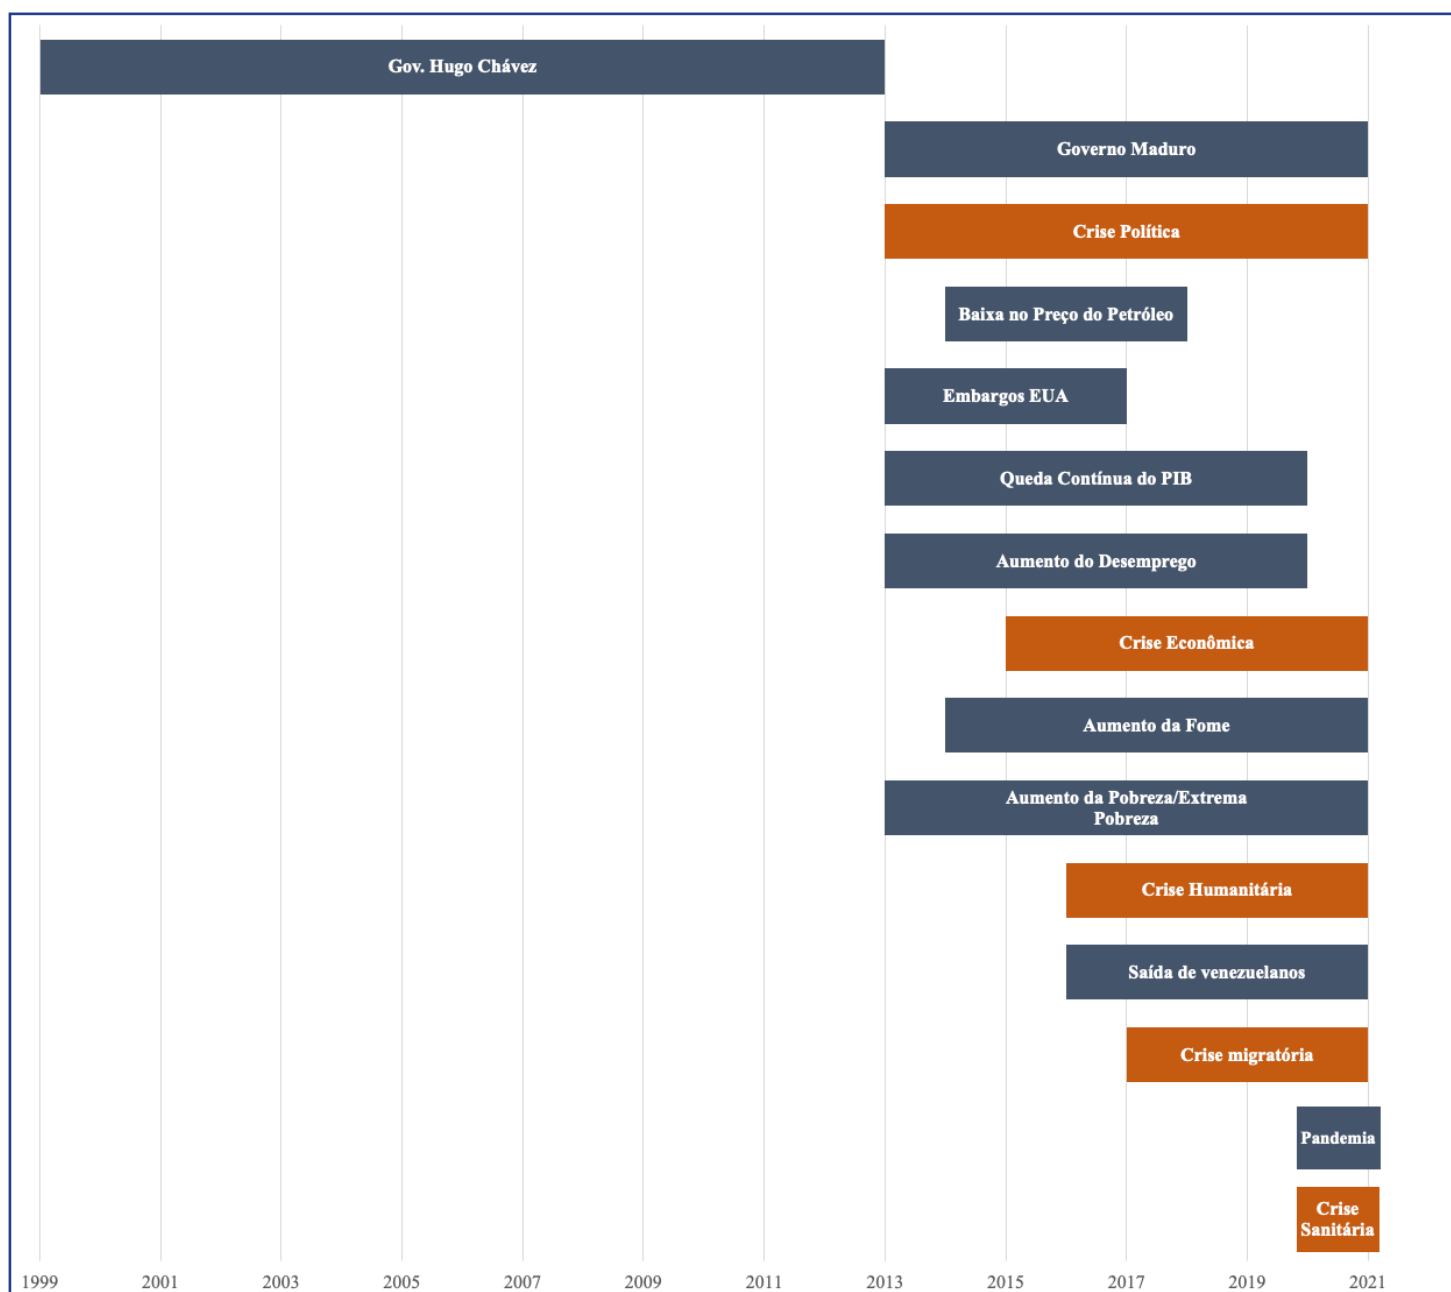 Gov. Hugo Chávez
Governo Maduro
Crise Política
Baixa no Preço do Petróleo
Embargos EUA
Queda Contínua do PIB
Aumento do Desemprego
Crise Econômica
Aumento da Fome
Aumento da Pobreza/Extrema
Pobreza
Crise Humanitária
Saída de venezuelanos
Crise migratória
Pandemia
Crise
Sanitária
1999 2001 2003 2005 2007 2009 2011 2013 2015 2017 2019 2021